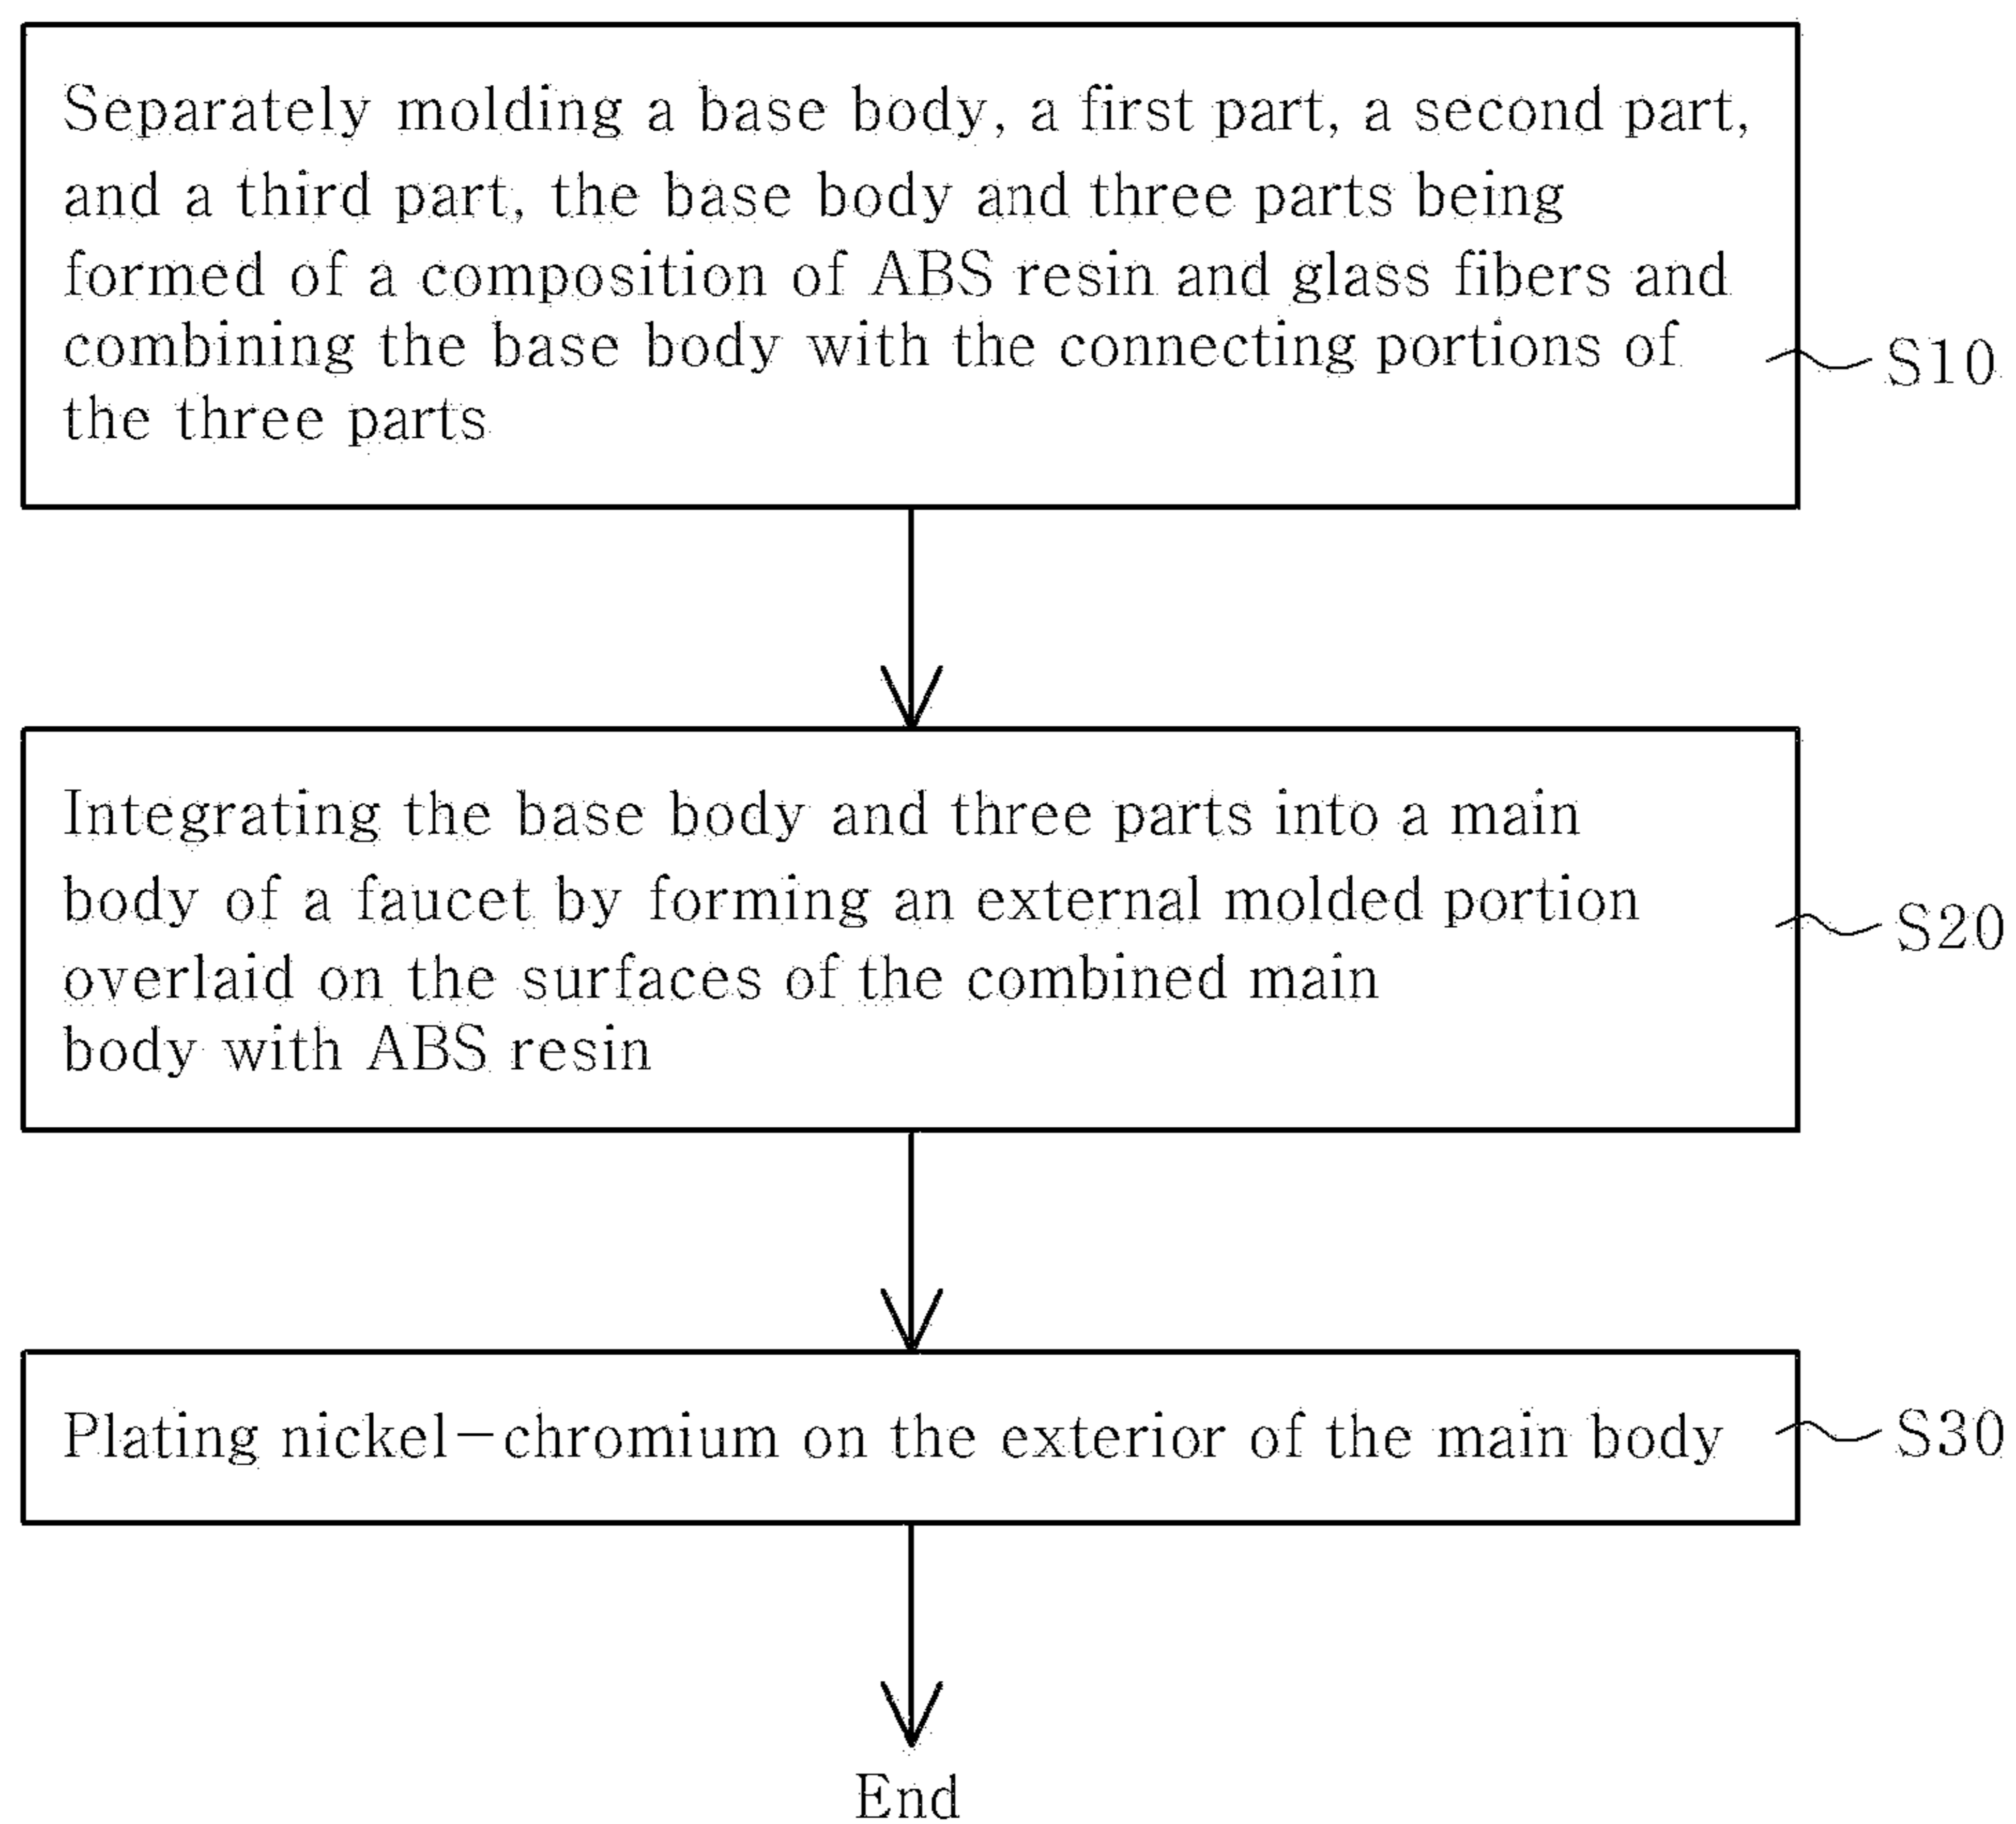 Separately molding a base body, a first part, a second part,
and a third part, the base body and three parts being
formed of a composition of ABS resin and glass fibers and
combining the base body with the connecting portions of
the three parts
S10
Integrating the base body and three parts into a main
body of a faucet by forming an external molded portion
overlaid on the surfaces of the combined main
body with ABS resin
S20
Plating nickel-chromium on the exterior of the main body
S30
End